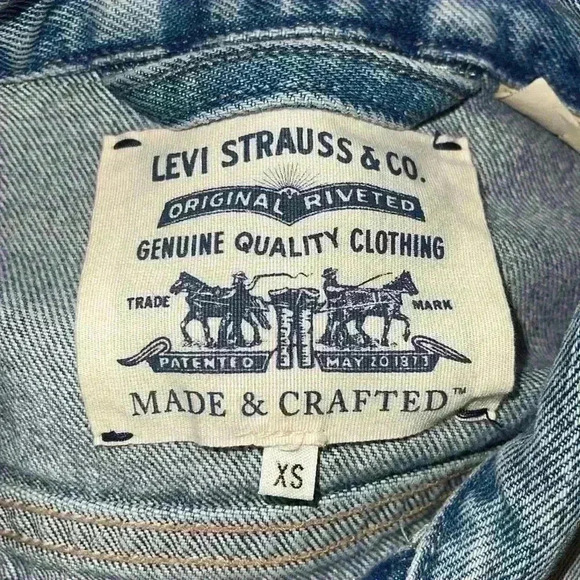 LEVI STRAUSS & CO.
ORIGINAL RIVETED
GENUINE QUALITY CLOTHING
TRADE MARK
PATENTED MAY 20 1873
MADE & CRAFTED™
XS